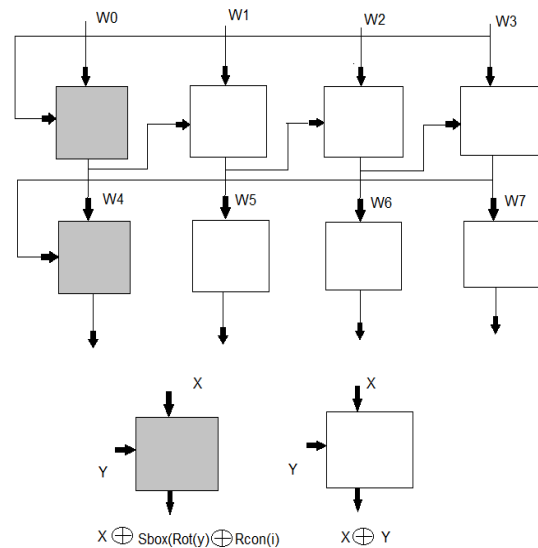 W0 W1 W2 W3
W4 W5 W6 W7
X X
Y Y
X ⊕ Sbox(Rot(y) ⊕ Rcon(i) X ⊕ Y